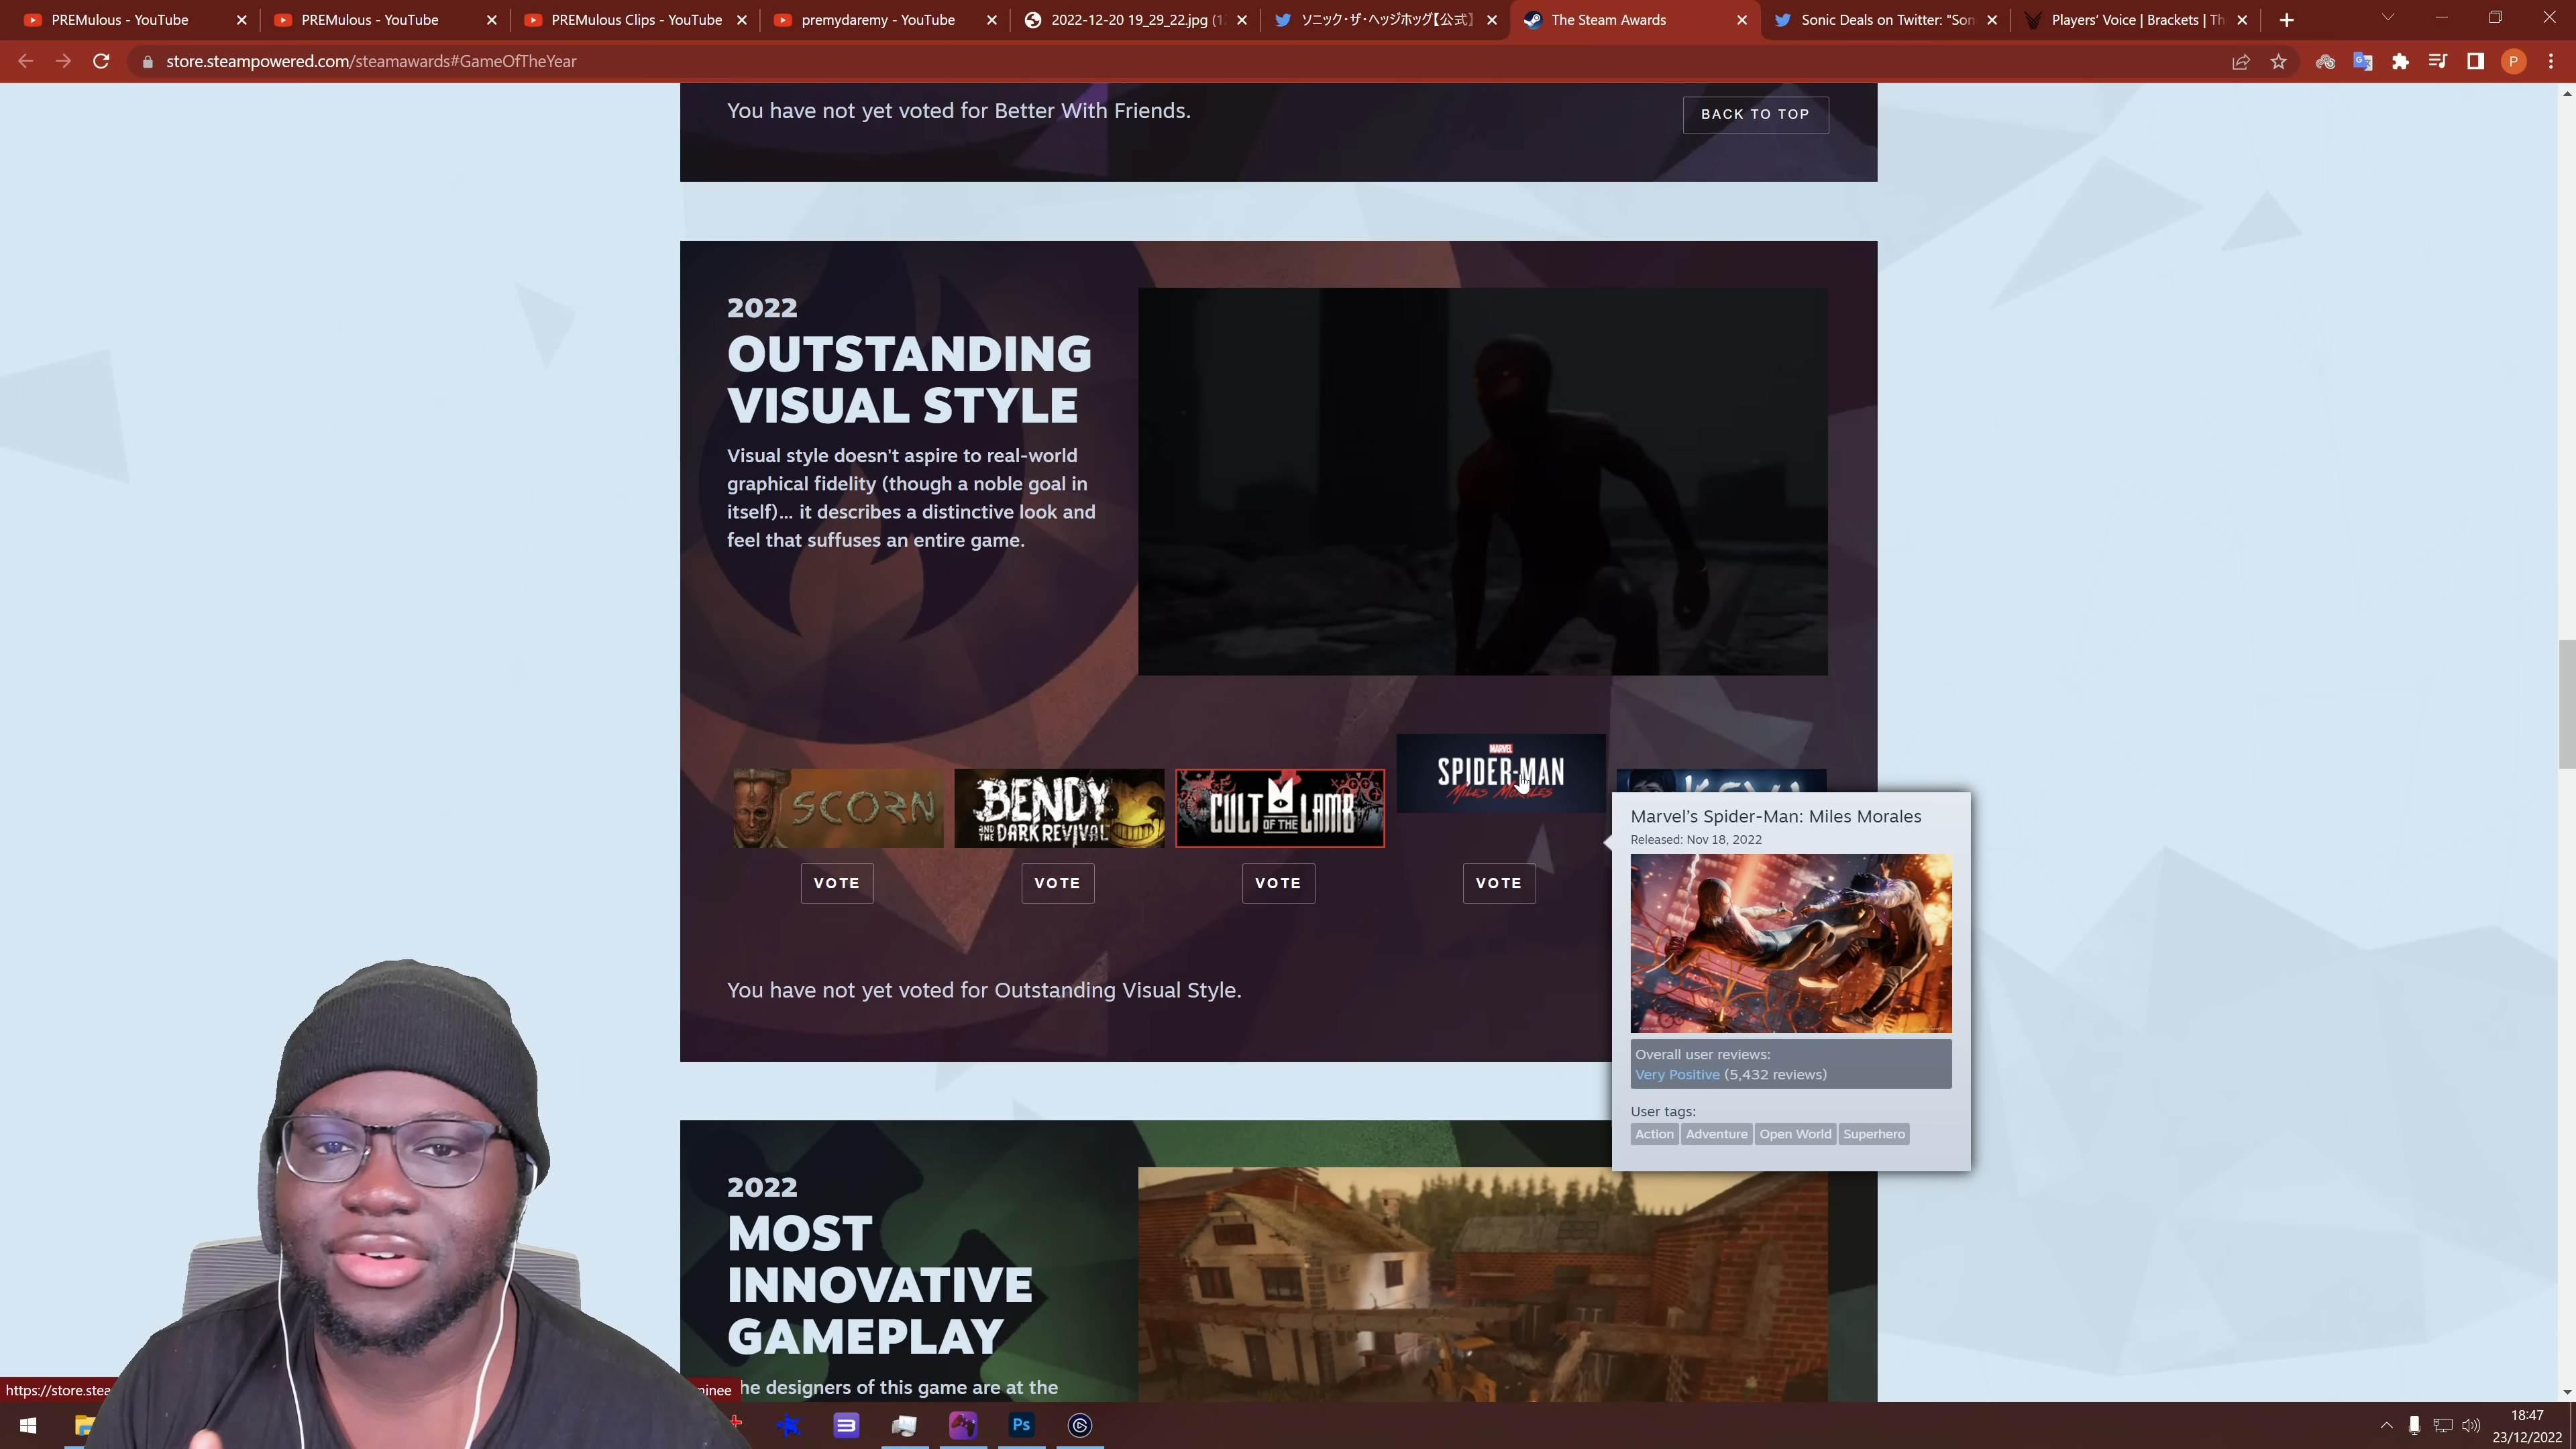 PREMulous - YouTube
PREMulous - YouTube
PREMulous Clips - YouTube
premydaremy - YouTube
2022-12-20 19_29_22.jpg
ソニック・ザ・ヘッジホッグ【公式】
The Steam Awards
Sonic Deals on Twitter: "Son
Players' Voice | Brackets | Th
store.steampowered.com/steamawards#GameOfTheYear
P
You have not yet voted for Better With Friends.
BACK TO TOP
2022
OUTSTANDING
VISUAL STYLE
Visual style doesn't aspire to real-world
graphical fidelity (though a noble goal in
itself)... it describes a distinctive look and
feel that suffuses an entire game.
SCORN
BENDY
AND THE DARK REVIVAL
CULT OF THE LAMB
MARVEL
SPIDER-MAN
MILES MORALES
VOTE
VOTE
VOTE
VOTE
You have not yet voted for Outstanding Visual Style.
Marvel's Spider-Man: Miles Morales
Released: Nov 18, 2022
Overall user reviews:
Very Positive (5,432 reviews)
User tags:
Action Adventure Open World Superhero
2022
MOST
INNOVATIVE
GAMEPLAY
he designers of this game are at the
https://store.stea
minee
Ps
18:47
23/12/2022